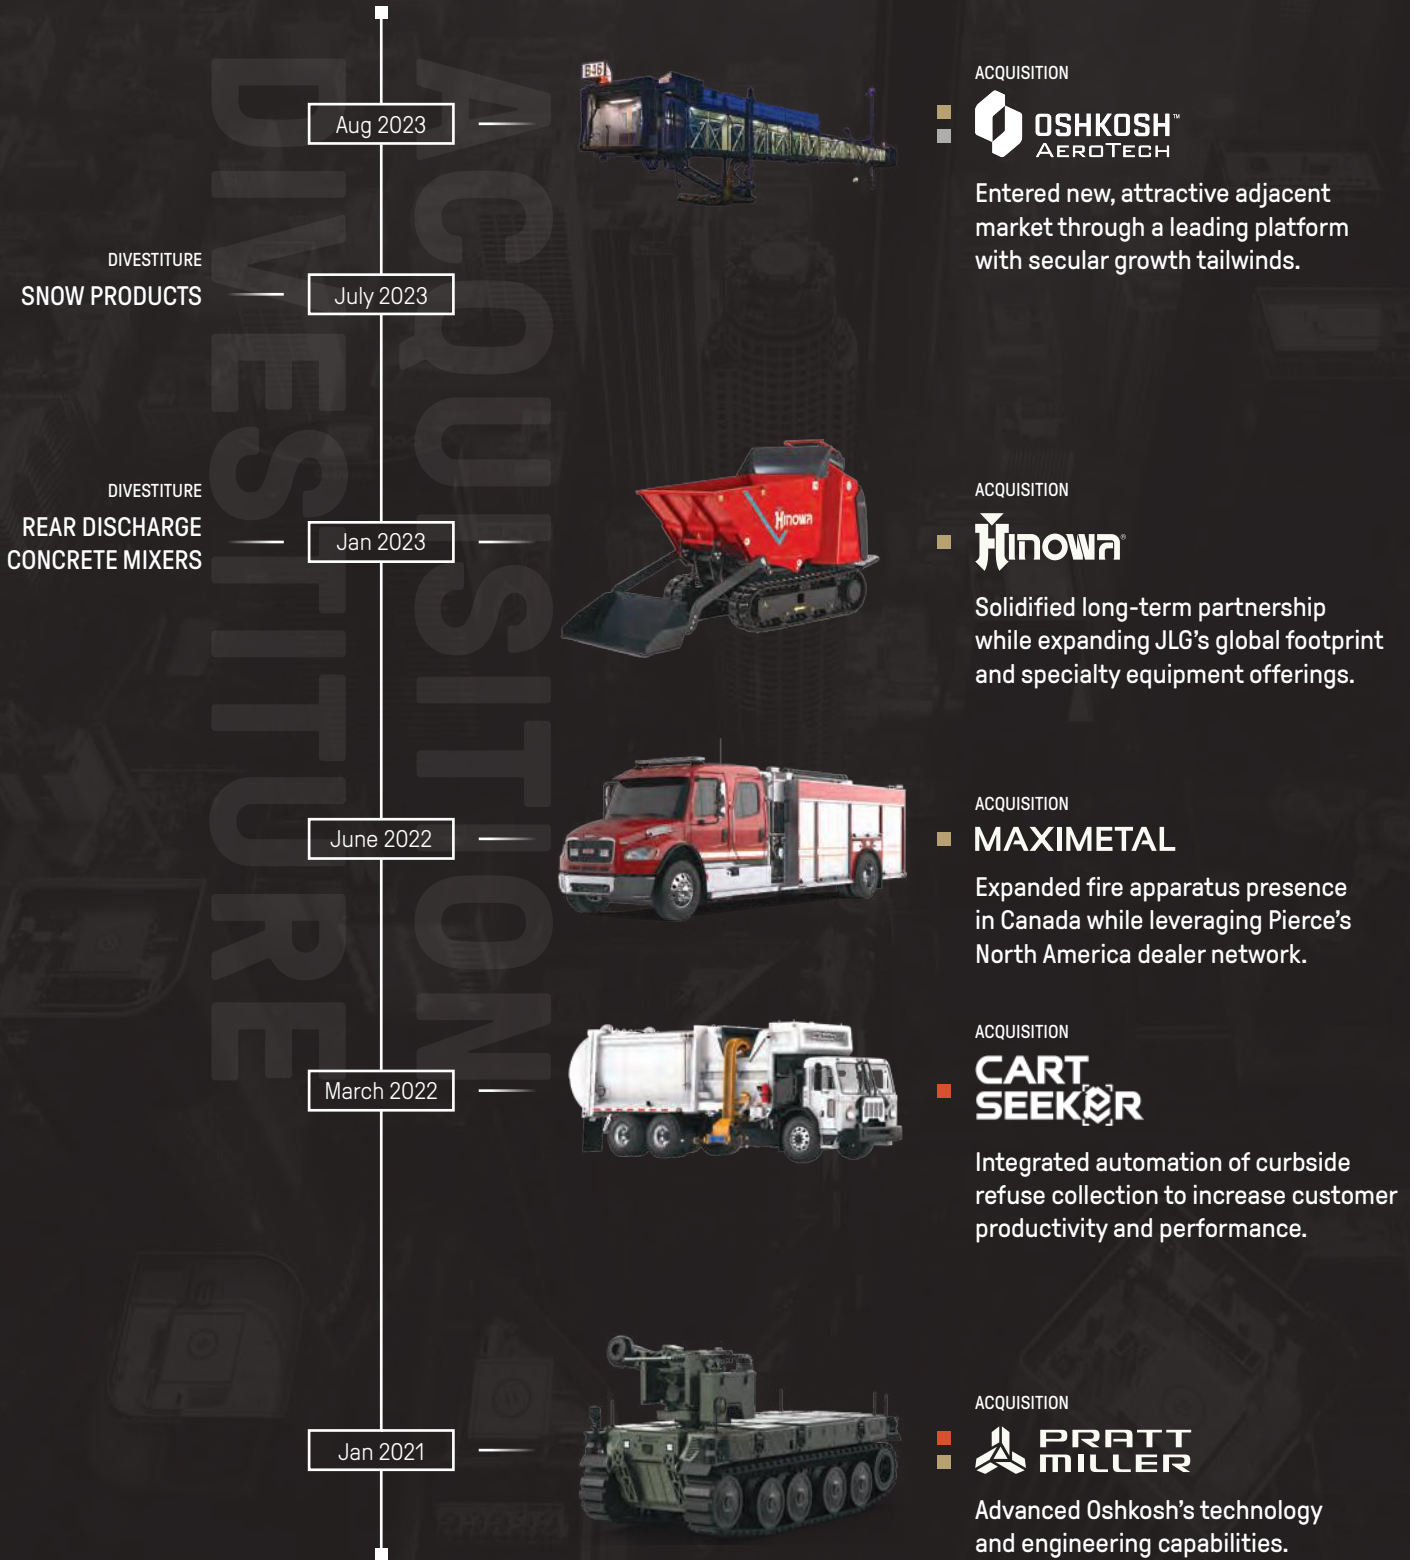 DIVESTITURE
ACQUISITION
Aug 2023
B46
ACQUISITION
OSHKOSH™
AEROTECH
Entered new, attractive adjacent
market through a leading platform
with secular growth tailwinds.
DIVESTITURE
SNOW PRODUCTS
July 2023
DIVESTITURE
REAR DISCHARGE
CONCRETE MIXERS
Jan 2023
HINOWA
ACQUISITION
HINOWA®
Solidified long-term partnership
while expanding JLG's global footprint
and specialty equipment offerings.
June 2022
ACQUISITION
MAXIMETAL
Expanded fire apparatus presence
in Canada while leveraging Pierce's
North America dealer network.
March 2022
ACQUISITION
CART
SEEKER
Integrated automation of curbside
refuse collection to increase customer
productivity and performance.
Jan 2021
ACQUISITION
PRATT
MILLER
Advanced Oshkosh's technology
and engineering capabilities.